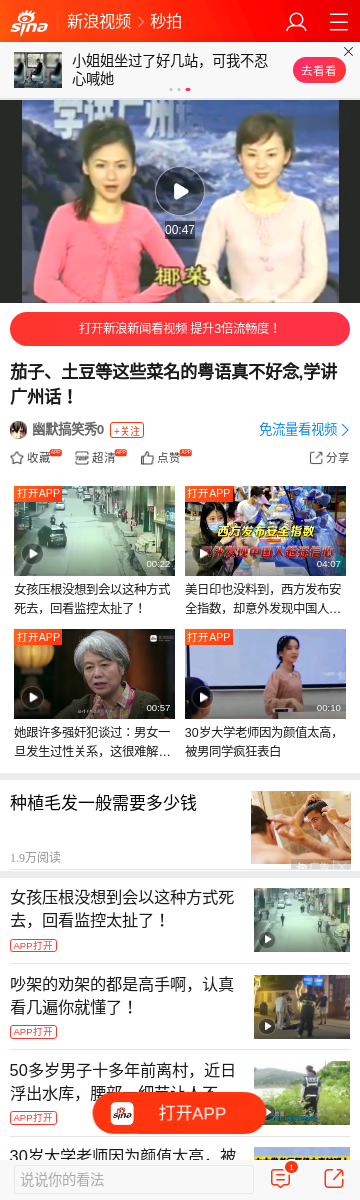 sina 新浪视频 秒拍
小姐姐坐过了好几站，可我不忍
心喊她
去看看
学讲广州话
00:47
椰菜
打开新浪新闻看视频 提升3倍流畅度！
茄子、土豆等这些菜名的粤语真不好念,学讲
广州话！
幽默搞笑秀0 +关注 免流量看视频
收藏 APP 超清 APP 点赞 APP 分享
打开APP 00:22
打开APP 西方发布安全指数 04:07
女孩压根没想到会以这种方式
死去，回看监控太扯了！
美日印也没料到，西方发布安
全指数，却意外发现中国人…
打开APP 00:57
打开APP 00:10
她跟许多强奸犯谈过：男女一
旦发生过性关系，这很难解…
30岁大学老师因为颜值太高，
被男同学疯狂表白
种植毛发一般需要多少钱
1.9万阅读
女孩压根没想到会以这种方式死
去，回看监控太扯了！
APP打开
吵架的劝架的都是高手啊，认真
看几遍你就懂了！
APP打开
50多岁男子十多年前离村，近日
浮出水库，腰部
APP打开
sina 打开APP
30岁大学老师因为颜值太高，被
说说你的看法 1